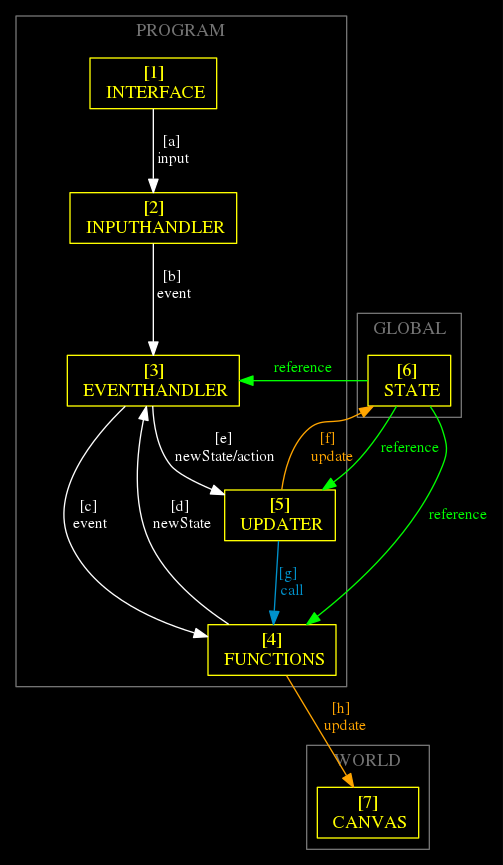 PROGRAM
[1]
INTERFACE
[a]
input
[2]
INPUTHANDLER
[b]
event
GLOBAL
[3]
EVENTHANDLER
reference
[6]
STATE
[e]
newState/action
[f]
update
reference
[c]
event
[d]
newState
[5]
UPDATER
reference
[g]
call
[4]
FUNCTIONS
[h]
update
WORLD
[7]
CANVAS